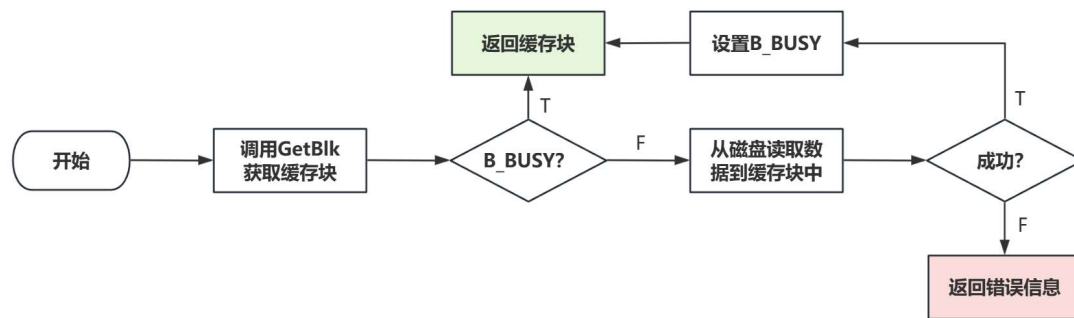 返回缓存块
设置B_BUSY
T
T
开始
调用GetBlk
获取缓存块
B_BUSY?
F
从磁盘读取数
据到缓存块中
成功?
F
返回错误信息